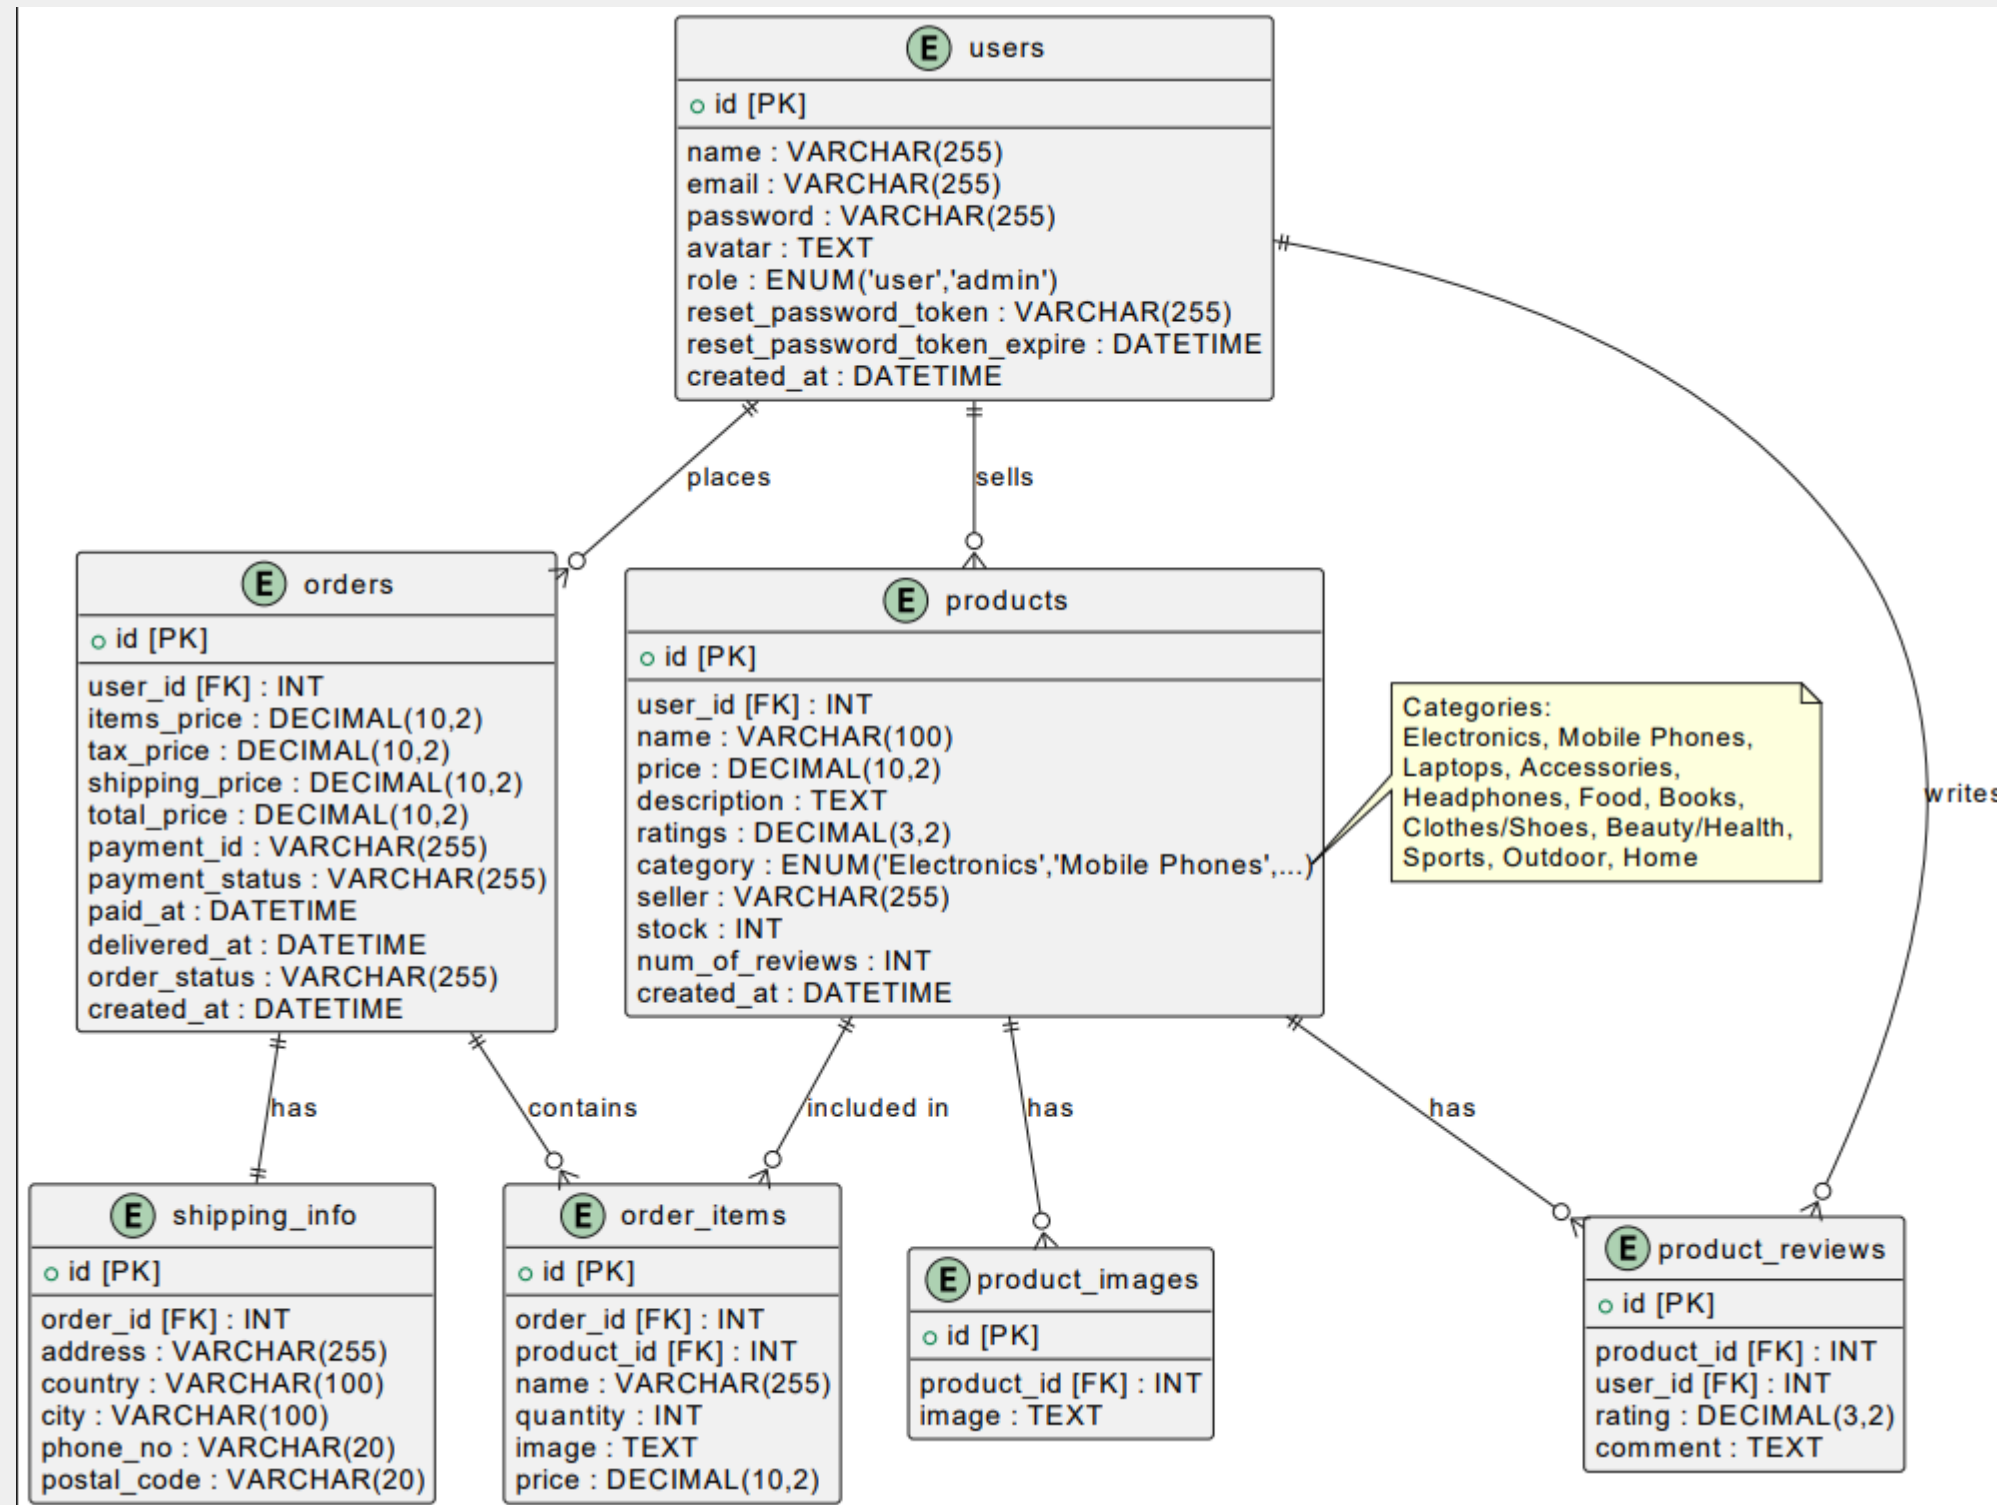 E users
id [PK]
name : VARCHAR(255)
email : VARCHAR(255)
password : VARCHAR(255)
avatar : TEXT
role : ENUM('user','admin')
reset_password_token : VARCHAR(255)
reset_password_token_expire : DATETIME
created_at : DATETIME
places
sells
writes
E orders
id [PK]
user_id [FK] : INT
items_price : DECIMAL(10,2)
tax_price : DECIMAL(10,2)
shipping_price : DECIMAL(10,2)
total_price : DECIMAL(10,2)
payment_id : VARCHAR(255)
payment_status : VARCHAR(255)
paid_at : DATETIME
delivered_at : DATETIME
order_status : VARCHAR(255)
created_at : DATETIME
E products
id [PK]
user_id [FK] : INT
name : VARCHAR(100)
price : DECIMAL(10,2)
description : TEXT
ratings : DECIMAL(3,2)
category : ENUM('Electronics','Mobile Phones',...)
seller : VARCHAR(255)
stock : INT
num_of_reviews : INT
created_at : DATETIME
Categories:
Electronics, Mobile Phones,
Laptops, Accessories,
Headphones, Food, Books,
Clothes/Shoes, Beauty/Health,
Sports, Outdoor, Home
has
contains
included in
has
has
E shipping_info
id [PK]
order_id [FK] : INT
address : VARCHAR(255)
country : VARCHAR(100)
city : VARCHAR(100)
phone_no : VARCHAR(20)
postal_code : VARCHAR(20)
E order_items
id [PK]
order_id [FK] : INT
product_id [FK] : INT
name : VARCHAR(255)
quantity : INT
image : TEXT
price : DECIMAL(10,2)
E product_images
id [PK]
product_id [FK] : INT
image : TEXT
E product_reviews
id [PK]
product_id [FK] : INT
user_id [FK] : INT
rating : DECIMAL(3,2)
comment : TEXT